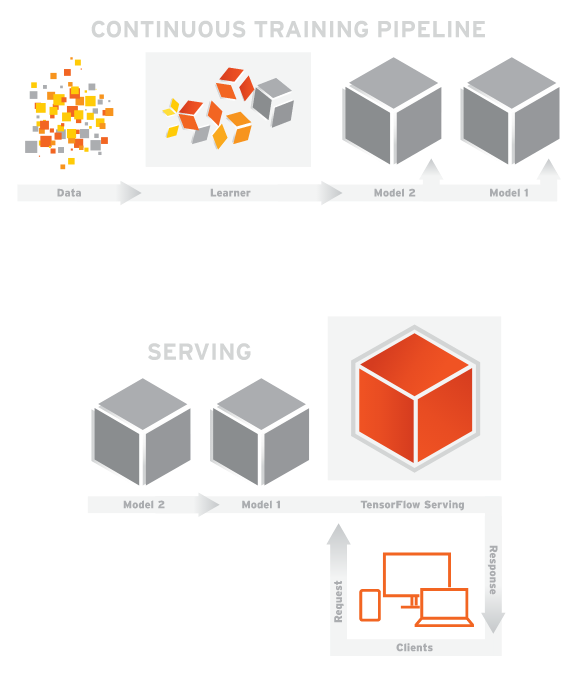 CONTINUOUS TRAINING PIPELINE
Data
Learner
Model 2
Model 1
SERVING
Model 2
Model 1
TensorFlow Serving
Request
Response
Clients